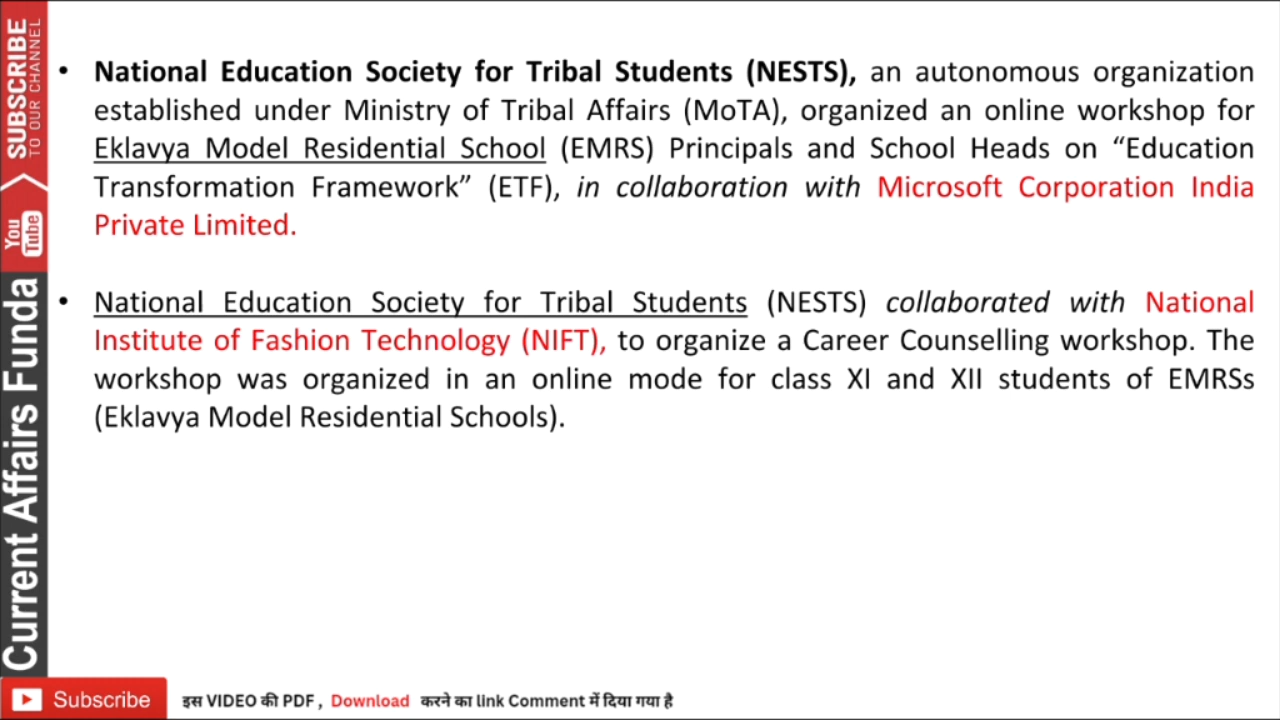 • National Education Society for Tribal Students (NESTS), an autonomous organization
established under Ministry of Tribal Affairs (MoTA), organized an online workshop for
Eklavya Model Residential School (EMRS) Principals and School Heads on “Education
Transformation Framework” (ETF), in collaboration with Microsoft Corporation India
Private Limited.
• National Education Society for Tribal Students (NESTS) collaborated with National
Institute of Fashion Technology (NIFT), to organize a Career Counselling workshop. The
workshop was organized in an online mode for class XI and XII students of EMRSs
(Eklavya Model Residential Schools).
SUBSCRIBE
TO OUR CHANNEL
You
Tube
Current Affairs Funda
Subscribe
इस VIDEO की PDF , Download करने का link Comment में दिया गया है